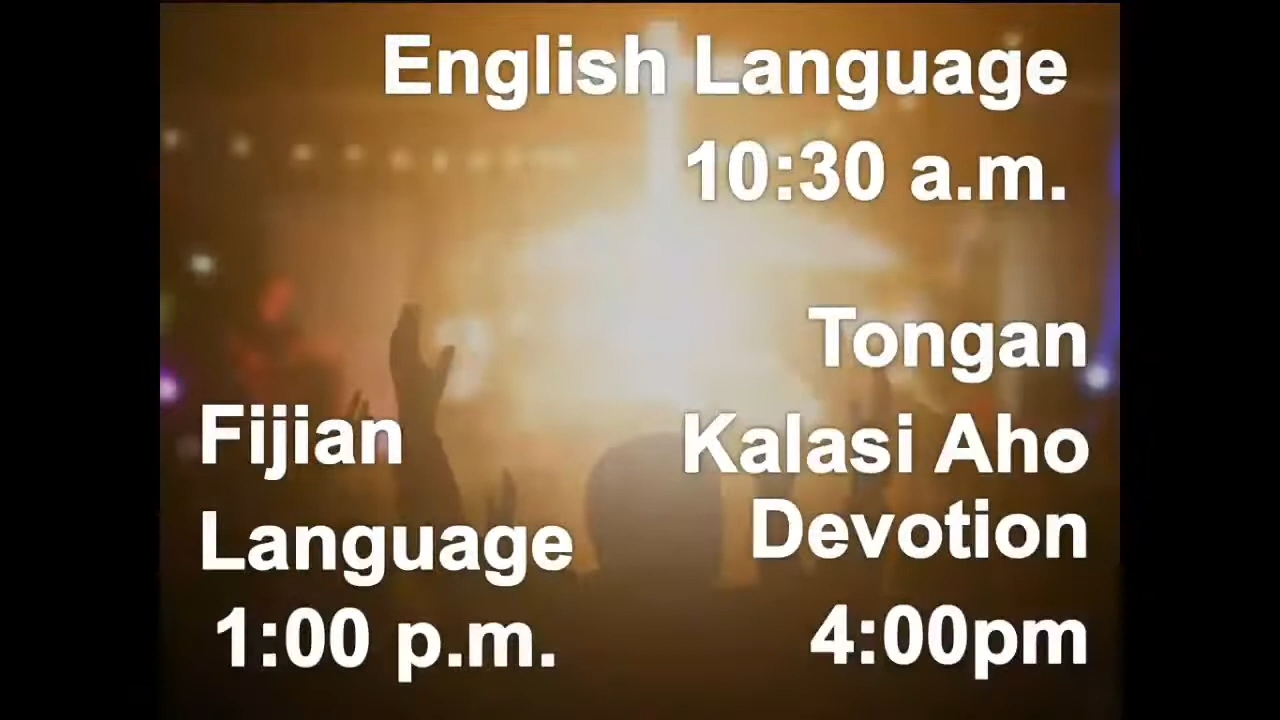 English Language
10:30 a.m.
Fijian
Language
1:00 p.m.
Tongan
Kalasi Aho
Devotion
4:00pm